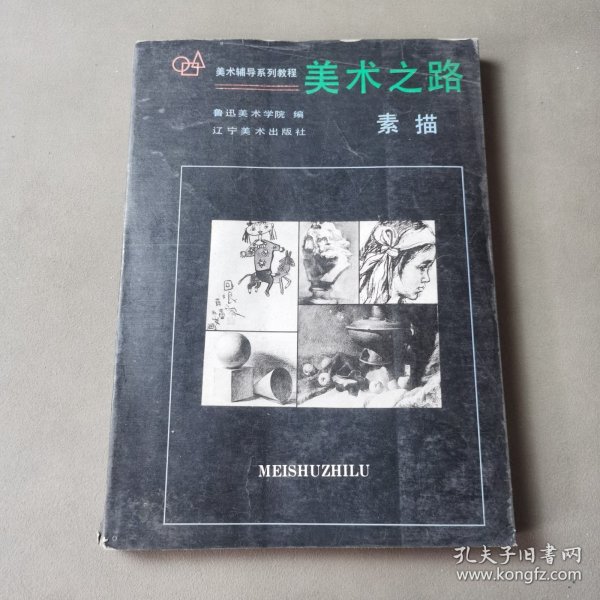 美术辅导系列教程
美术之路
鲁迅美术学院 编
辽宁美术出版社
素描
MEISHUZHILU
孔夫子旧书网
www.kongfz.com